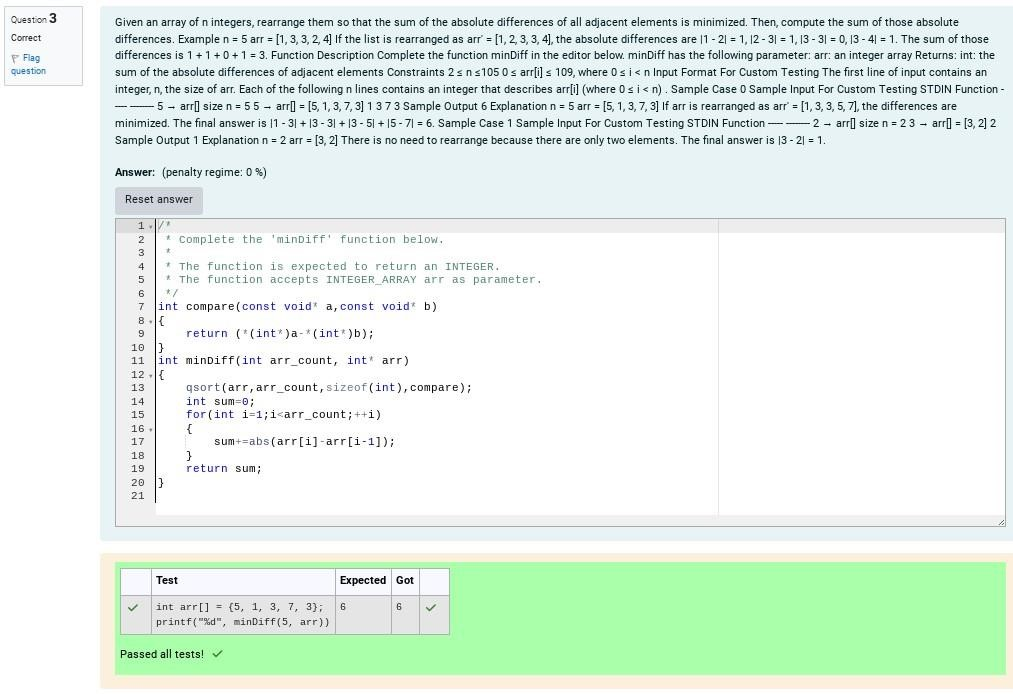 Question 3
Correct
Flag
question
Given an array of n integers, rearrange them so that the sum of the absolute differences of all adjacent elements is minimized. Then, compute the sum of those absolute
differences. Example n = 5 arr = [1, 3, 3, 2, 4] If the list is rearranged as arr' = [1, 2, 3, 3, 4], the absolute differences are |1 - 2| = 1, |2 - 3| = 1, |3 - 3| = 0, |3 - 4| = 1. The sum of those
differences is 1 + 1 + 0 + 1 = 3. Function Description Complete the function minDiff in the editor below. minDiff has the following parameter: arr: an integer array Returns: int: the
sum of the absolute differences of adjacent elements Constraints 2 ≤ n ≤105 0 ≤ arr[i] ≤ 109, where 0 ≤ i < n Input Format For Custom Testing The first line of input contains an
integer, n, the size of arr. Each of the following n lines contains an integer that describes arr[i] (where 0 ≤ i < n) . Sample Case 0 Sample Input For Custom Testing STDIN Function -
---- -------- 5 → arr[] size n = 5 5 → arr[] = [5, 1, 3, 7, 3] 1 3 7 3 Sample Output 6 Explanation n = 5 arr = [5, 1, 3, 7, 3] If arr is rearranged as arr' = [1, 3, 3, 5, 7], the differences are
minimized. The final answer is |1 - 3| + |3 - 3| + |3 - 5| + |5 - 7| = 6. Sample Case 1 Sample Input For Custom Testing STDIN Function ----- -------- 2 → arr[] size n = 2 3 → arr[] = [3, 2] 2
Sample Output 1 Explanation n = 2 arr = [3, 2] There is no need to rearrange because there are only two elements. The final answer is |3 - 2| = 1.
Answer: (penalty regime: 0 %)
Reset answer
1 /*
2 * Complete the 'minDiff' function below.
3 *
4 * The function is expected to return an INTEGER.
5 * The function accepts INTEGER_ARRAY arr as parameter.
6 */
7 int compare(const void* a,const void* b)
8 {
9 return (*(int*)a-*(int*)b);
10 }
11 int minDiff(int arr_count, int* arr)
12 {
13 qsort(arr,arr_count,sizeof(int),compare);
14 int sum=0;
15 for(int i=1;i<arr_count;++i)
16 {
17 sum+=abs(arr[i]-arr[i-1]);
18 }
19 return sum;
20 }
21
Test Expected Got
int arr[] = {5, 1, 3, 7, 3}; 6 6
printf("%d", minDiff(5, arr))
Passed all tests!